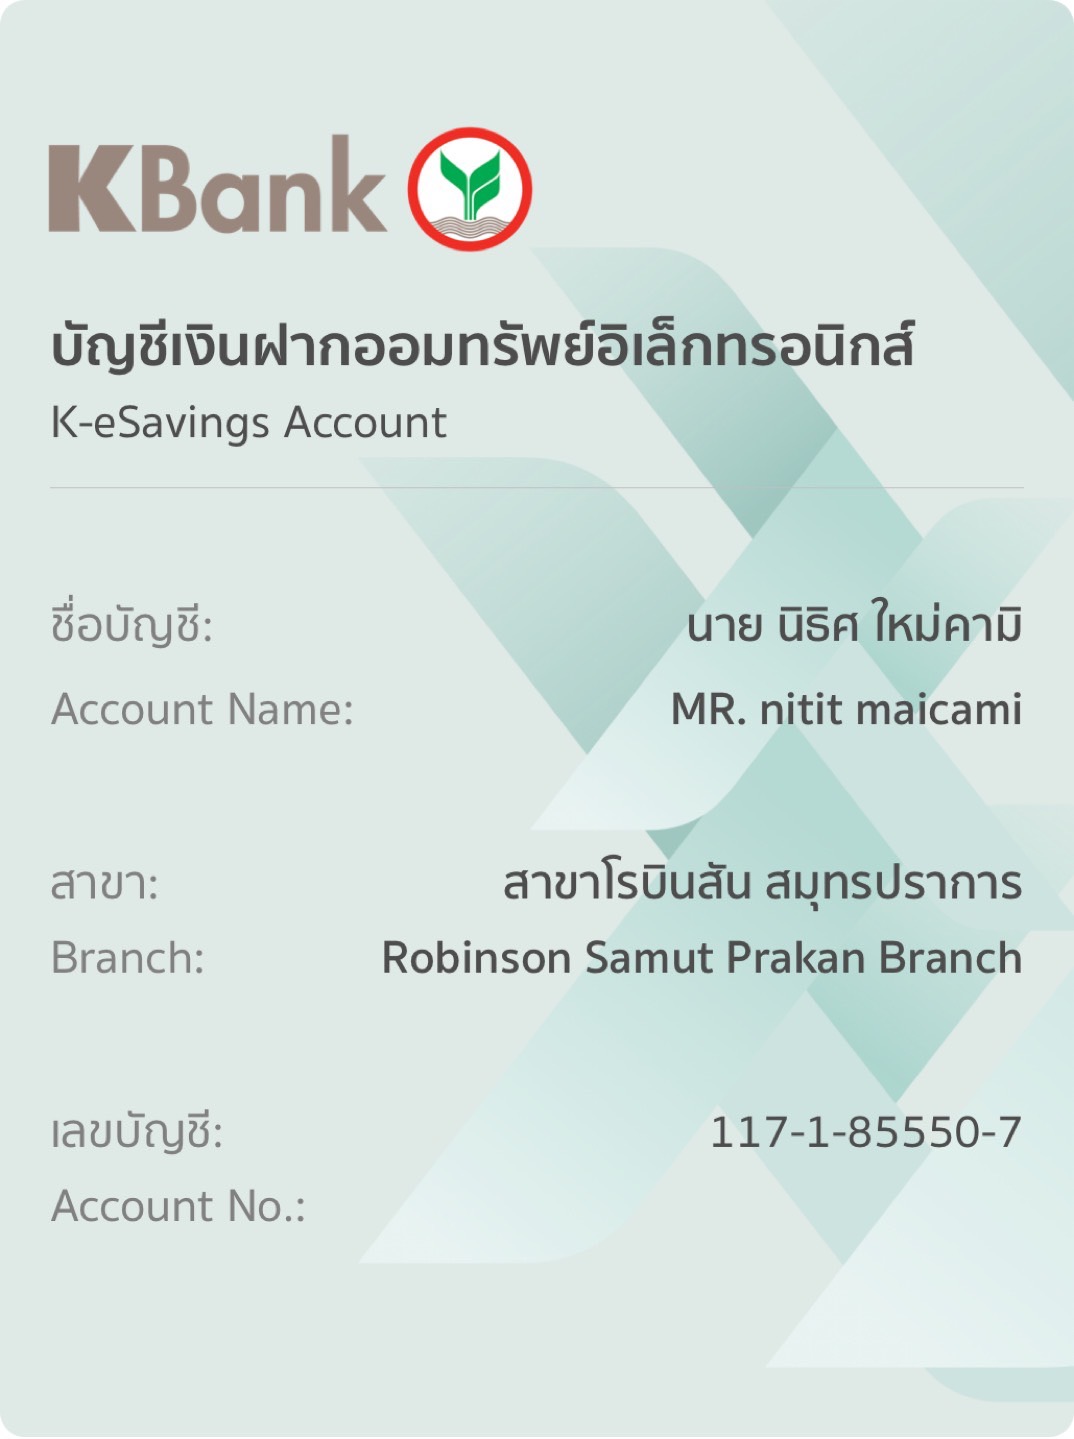 KBank
บัญชีเงินฝากออมทรัพย์อิเล็กทรอนิกส์
K-eSavings Account
ชื่อบัญชี: นาย นิธิศ ใหม่คามิ
Account Name: MR. nitit maicami
สาขา: สาขาโรบินสัน สมุทรปราการ
Branch: Robinson Samut Prakan Branch
เลขบัญชี: 117-1-85550-7
Account No.: